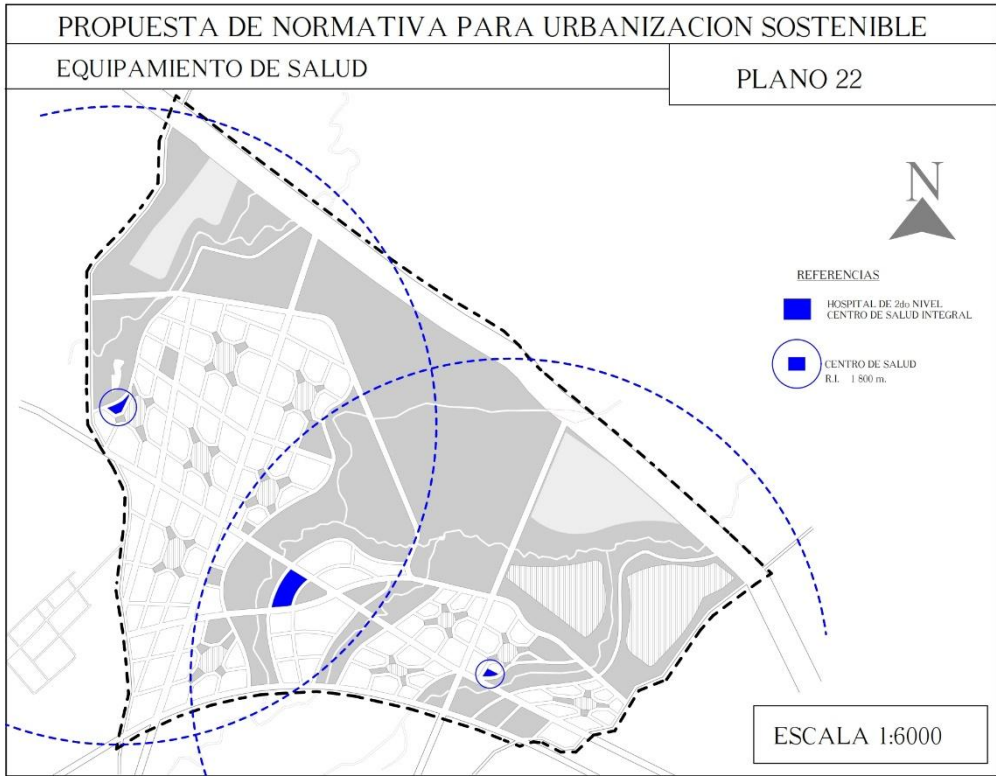 PROPUESTA DE NORMATIVA PARA URBANIZACION SOSTENIBLE
EQUIPAMIENTO DE SALUD
PLANO 22
N
REFERENCIAS
HOSPITAL DE 2do NIVEL
CENTRO DE SALUD INTEGRAL
CENTRO DE SALUD
R.I. 1 800 m.
ESCALA 1:6000